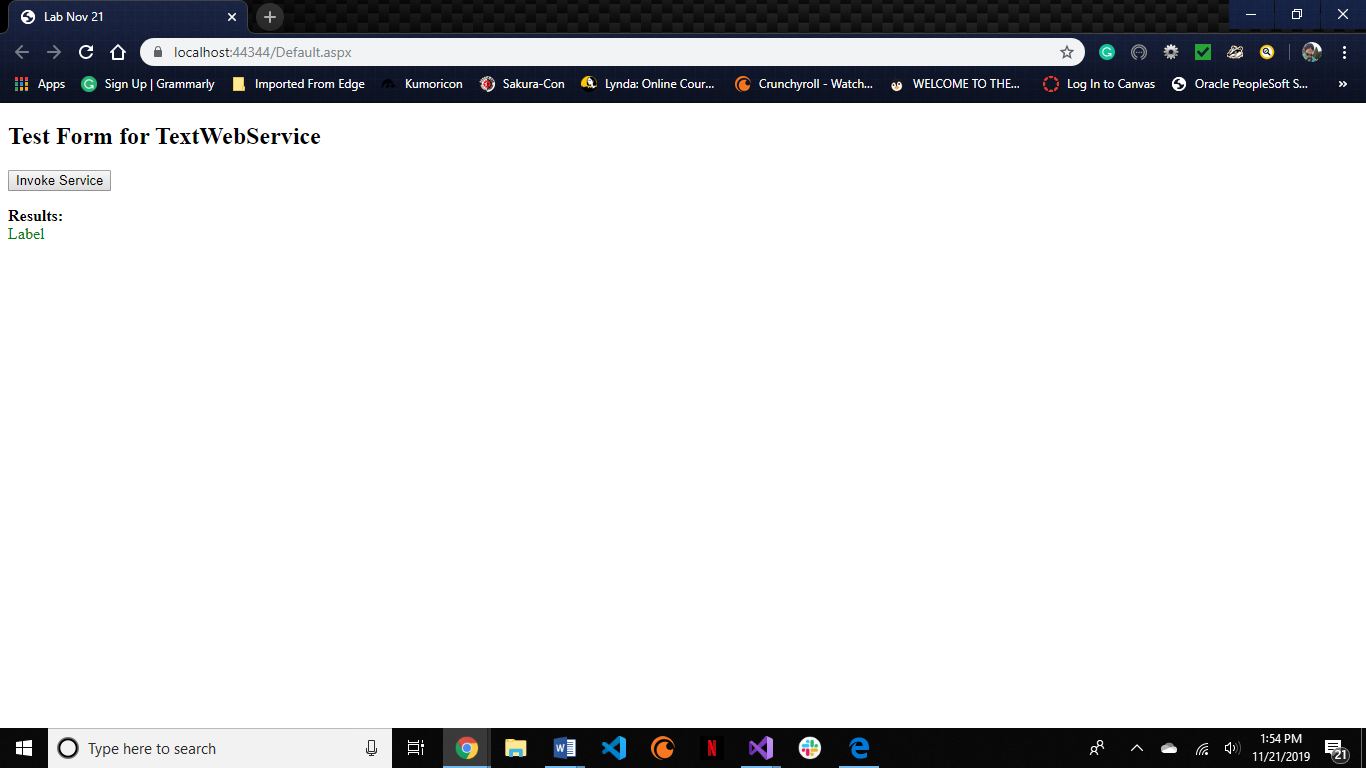 Lab Nov 21
localhost:44344/Default.aspx
Apps Sign Up | Grammarly Imported From Edge Kumoricon Sakura-Con Lynda: Online Cour... Crunchyroll - Watch... WELCOME TO THE... Log In to Canvas Oracle PeopleSoft S... »
Test Form for TextWebService
Invoke Service
Results:
Label
Type here to search
1:54 PM
11/21/2019
21